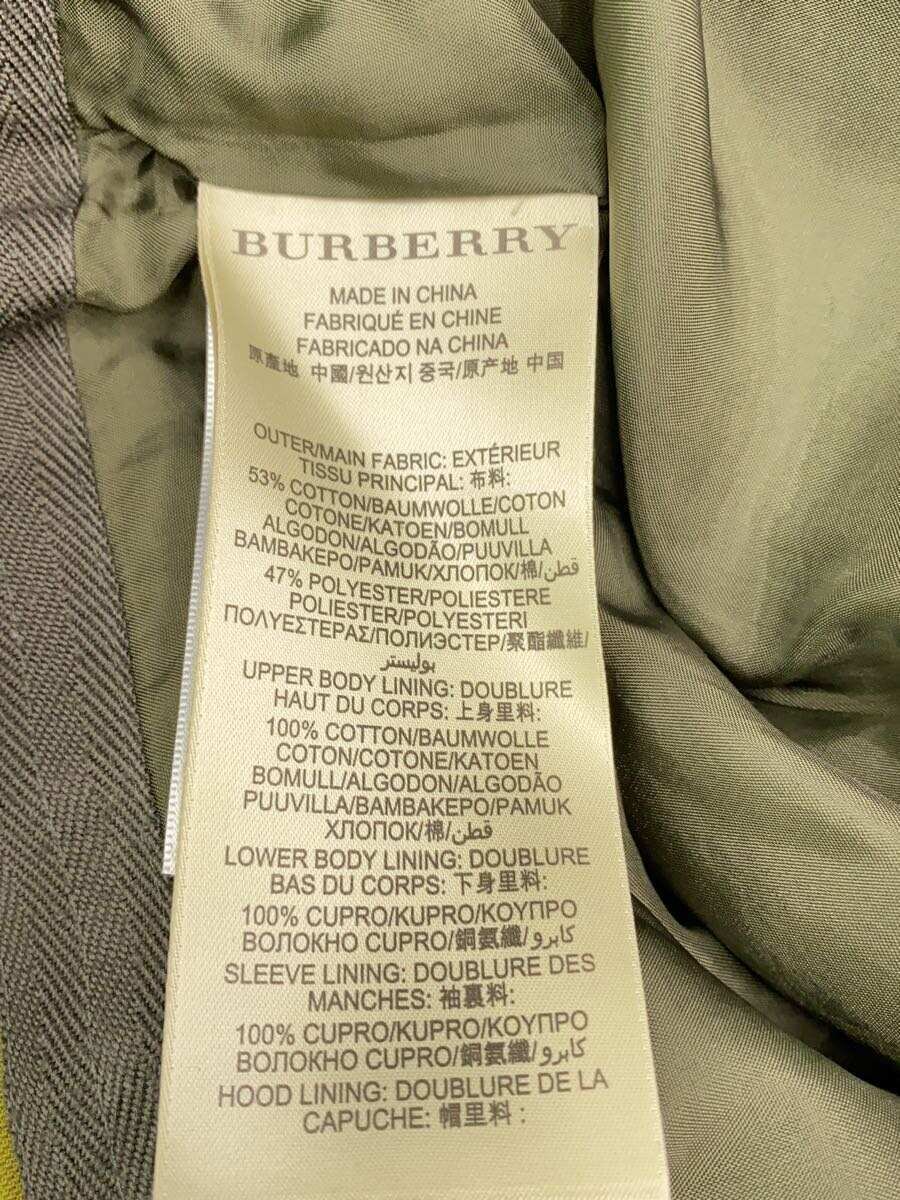 BURBERRY
MADE IN CHINA
FABRIQUÉ EN CHINE
FABRICADO NA CHINA
原產地 中國/원산지 중국/原产地 中国
OUTER/MAIN FABRIC: EXTÉRIEUR
TISSU PRINCIPAL: 布料:
53% COTTON/BAUMWOLLE/COTON
COTONE/KATOEN/BOMULL
ALGODON/ALGODÃO/PUUVILLA
ΒΑΜΒΑΚΕΡΟ/PAMUK/ХЛОПОК/棉/قطن
47% POLYESTER/POLIESTERE
POLIESTER/POLYESTERI
ΠΟΛΥΕΣΤΕΡΑΣ/ПОЛИЭСТЕР/聚酯纖維/
بوليستر
UPPER BODY LINING: DOUBLURE
HAUT DU CORPS: 上身里料:
100% COTTON/BAUMWOLLE
COTON/COTONE/KATOEN
BOMULL/ALGODON/ALGODÃO
PUUVILLA/ΒΑΜΒΑΚΕΡΟ/PAMUK
ХЛОПОК/棉/قطن
LOWER BODY LINING: DOUBLURE
BAS DU CORPS: 下身里料:
100% CUPRO/KUPRO/ΚΟΥΠΡΟ
ВОЛОКНО CUPRO/銅氨纖/كابرو
SLEEVE LINING: DOUBLURE DES
MANCHES: 袖裏料:
100% CUPRO/KUPRO/ΚΟΥΠΡΟ
ВОЛОКНО CUPRO/銅氨纖/كابرو
HOOD LINING: DOUBLURE DE LA
CAPUCHE: 帽里料: